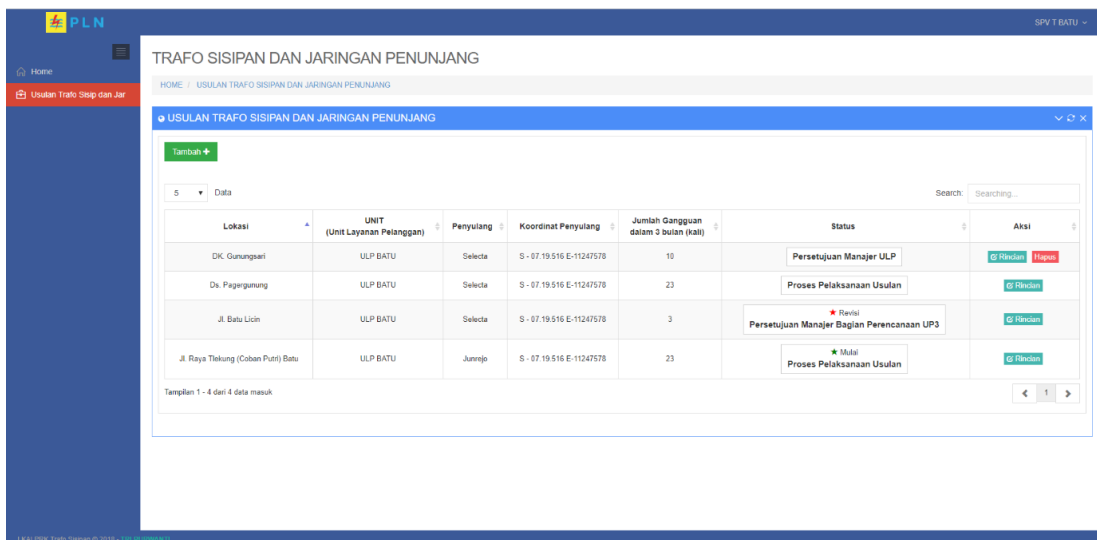 PLN
SPV T BATU
Home
Usulan Trafo Sisip dan Jar
TRAFO SISIPAN DAN JARINGAN PENUNJANG
HOME / USULAN TRAFO SISIPAN DAN JARINGAN PENUNJANG
USULAN TRAFO SISIPAN DAN JARINGAN PENUNJANG
Tambah +
5 Data
Search: Searching...
Lokasi UNIT (Unit Layanan Pelanggan) Penyulang Koordinat Penyulang Jumlah Gangguan dalam 3 bulan (kali) Status Aksi
DK. Gunungsari ULP BATU Selecta S - 07.19.516 E-11247578 10 Persetujuan Manajer ULP Rincian Hapus
Ds. Pagergunung ULP BATU Selecta S - 07.19.516 E-11247578 23 Proses Pelaksanaan Usulan Rincian
Jl. Batu Licin ULP BATU Selecta S - 07.19.516 E-11247578 3 ★ Revisi Persetujuan Manajer Bagian Perencanaan UP3 Rincian
Jl. Raya Tlekung (Coban Putri) Batu ULP BATU Junrejo S - 07.19.516 E-11247578 23 ★ Mulai Proses Pelaksanaan Usulan Rincian
Tampilan 1 - 4 dari 4 data masuk
1